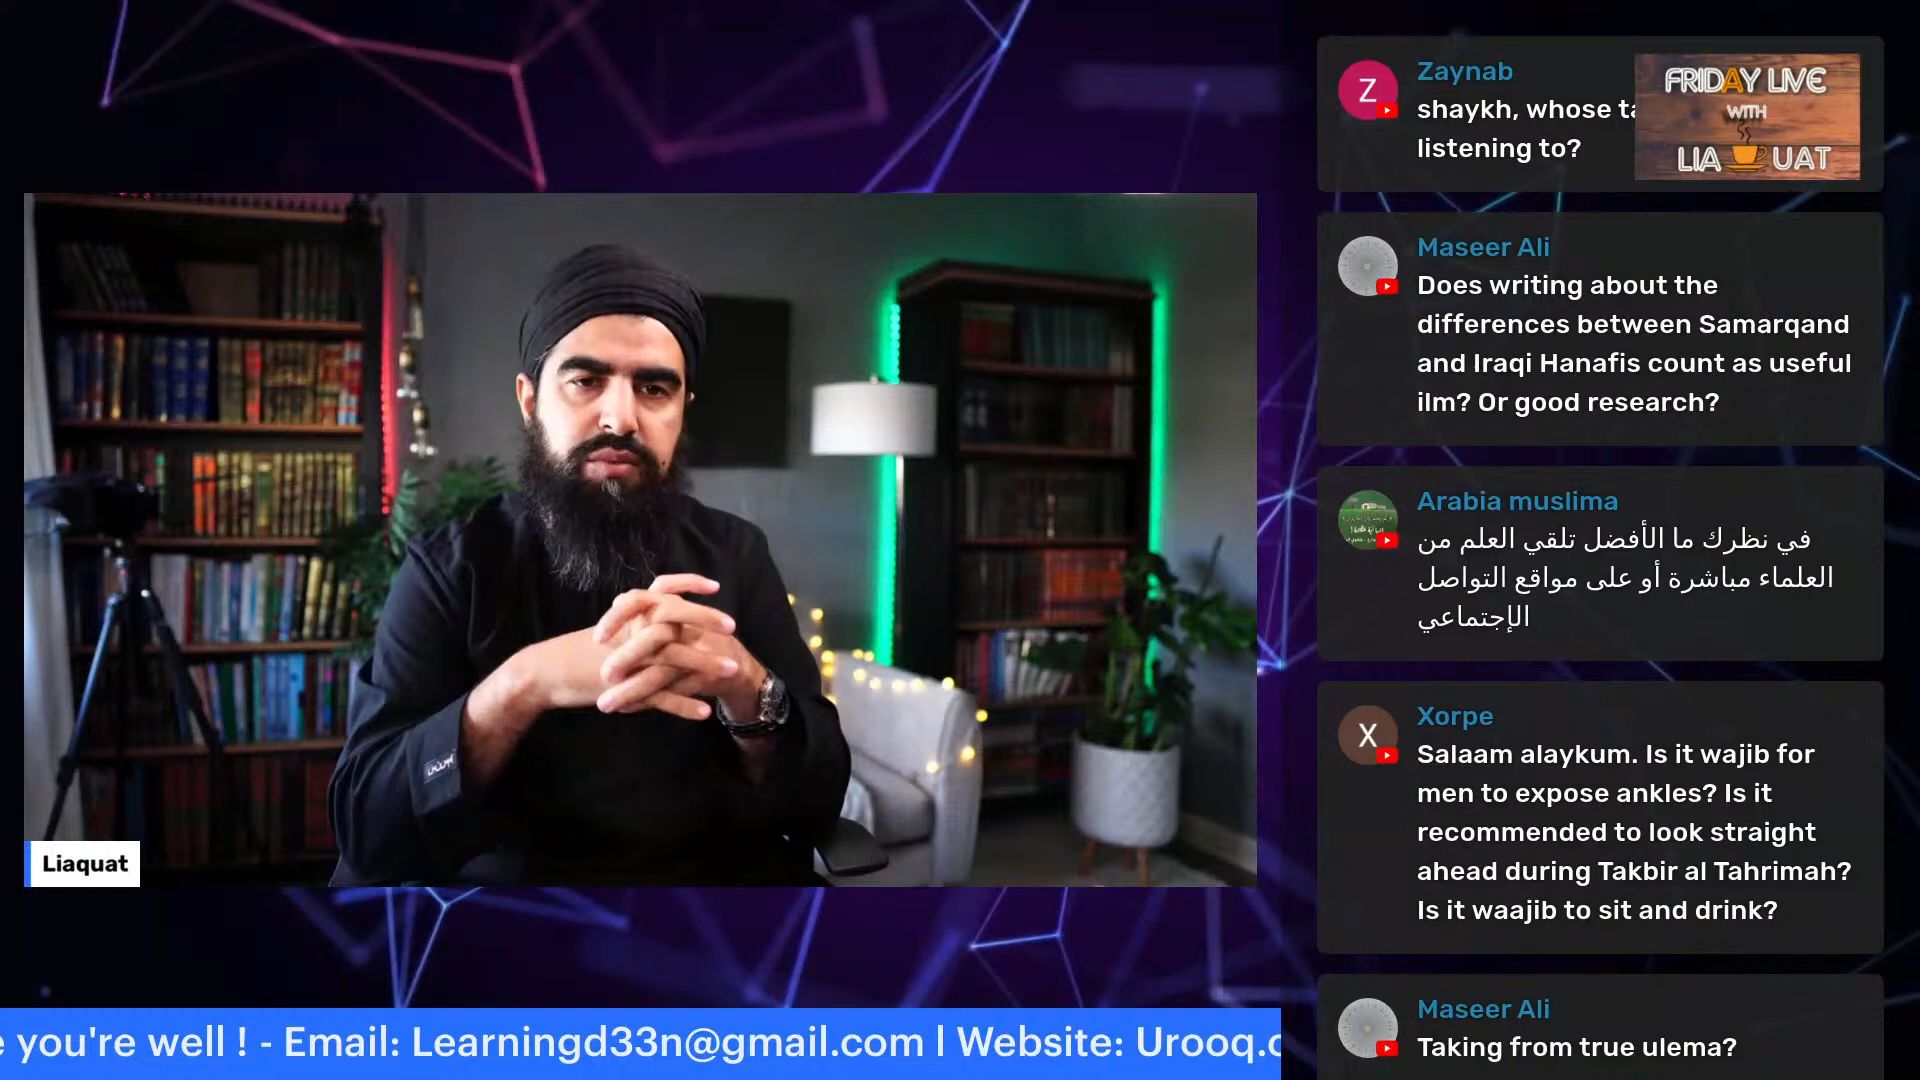 Zaynab
shaykh, whose
listening to?
FRIDAY LIVE
WITH
LIA UAT
Maseer Ali
Does writing about the
differences between Samarqand
and Iraqi Hanafis count as useful
ilm? Or good research?
Arabia muslima
في نظرك ما الأفضل تلقي العلم من
العلماء مباشرة أو على مواقع التواصل
الإجتماعي
X
Xorpe
Salaam alaykum. Is it wajib for
men to expose ankles? Is it
recommended to look straight
ahead during Takbir al Tahrimah?
Is it waajib to sit and drink?
Maseer Ali
Taking from true ulema?
Z
Liaquat
you're well ! - Email: Learningd33n@gmail.com l Website: Urooq.